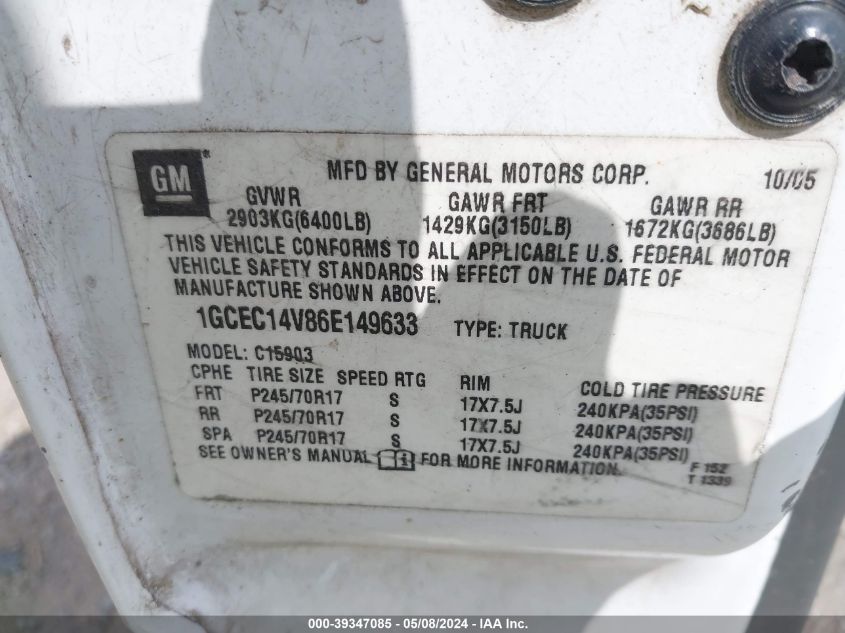 GM
MFD BY GENERAL MOTORS CORP. 10/05
GVWR GAWR FRT GAWR RR
2903KG(6400LB) 1429KG(3150LB) 1672KG(3686LB)
THIS VEHICLE CONFORMS TO ALL APPLICABLE U.S. FEDERAL MOTOR
VEHICLE SAFETY STANDARDS IN EFFECT ON THE DATE OF
MANUFACTURE SHOWN ABOVE.
1GCEC14V86E149633 TYPE: TRUCK
MODEL: C15903
CPHE TIRE SIZE SPEED RTG RIM COLD TIRE PRESSURE
FRT P245/70R17 S 17X7.5J 240KPA(35PSI)
RR P245/70R17 S 17X7.5J 240KPA(35PSI)
SPA P245/70R17 S 17X7.5J 240KPA(35PSI)
SEE OWNER'S MANUAL FOR MORE INFORMATION.
F 152
T 1339
000-39347085 - 05/08/2024 - IAA Inc.